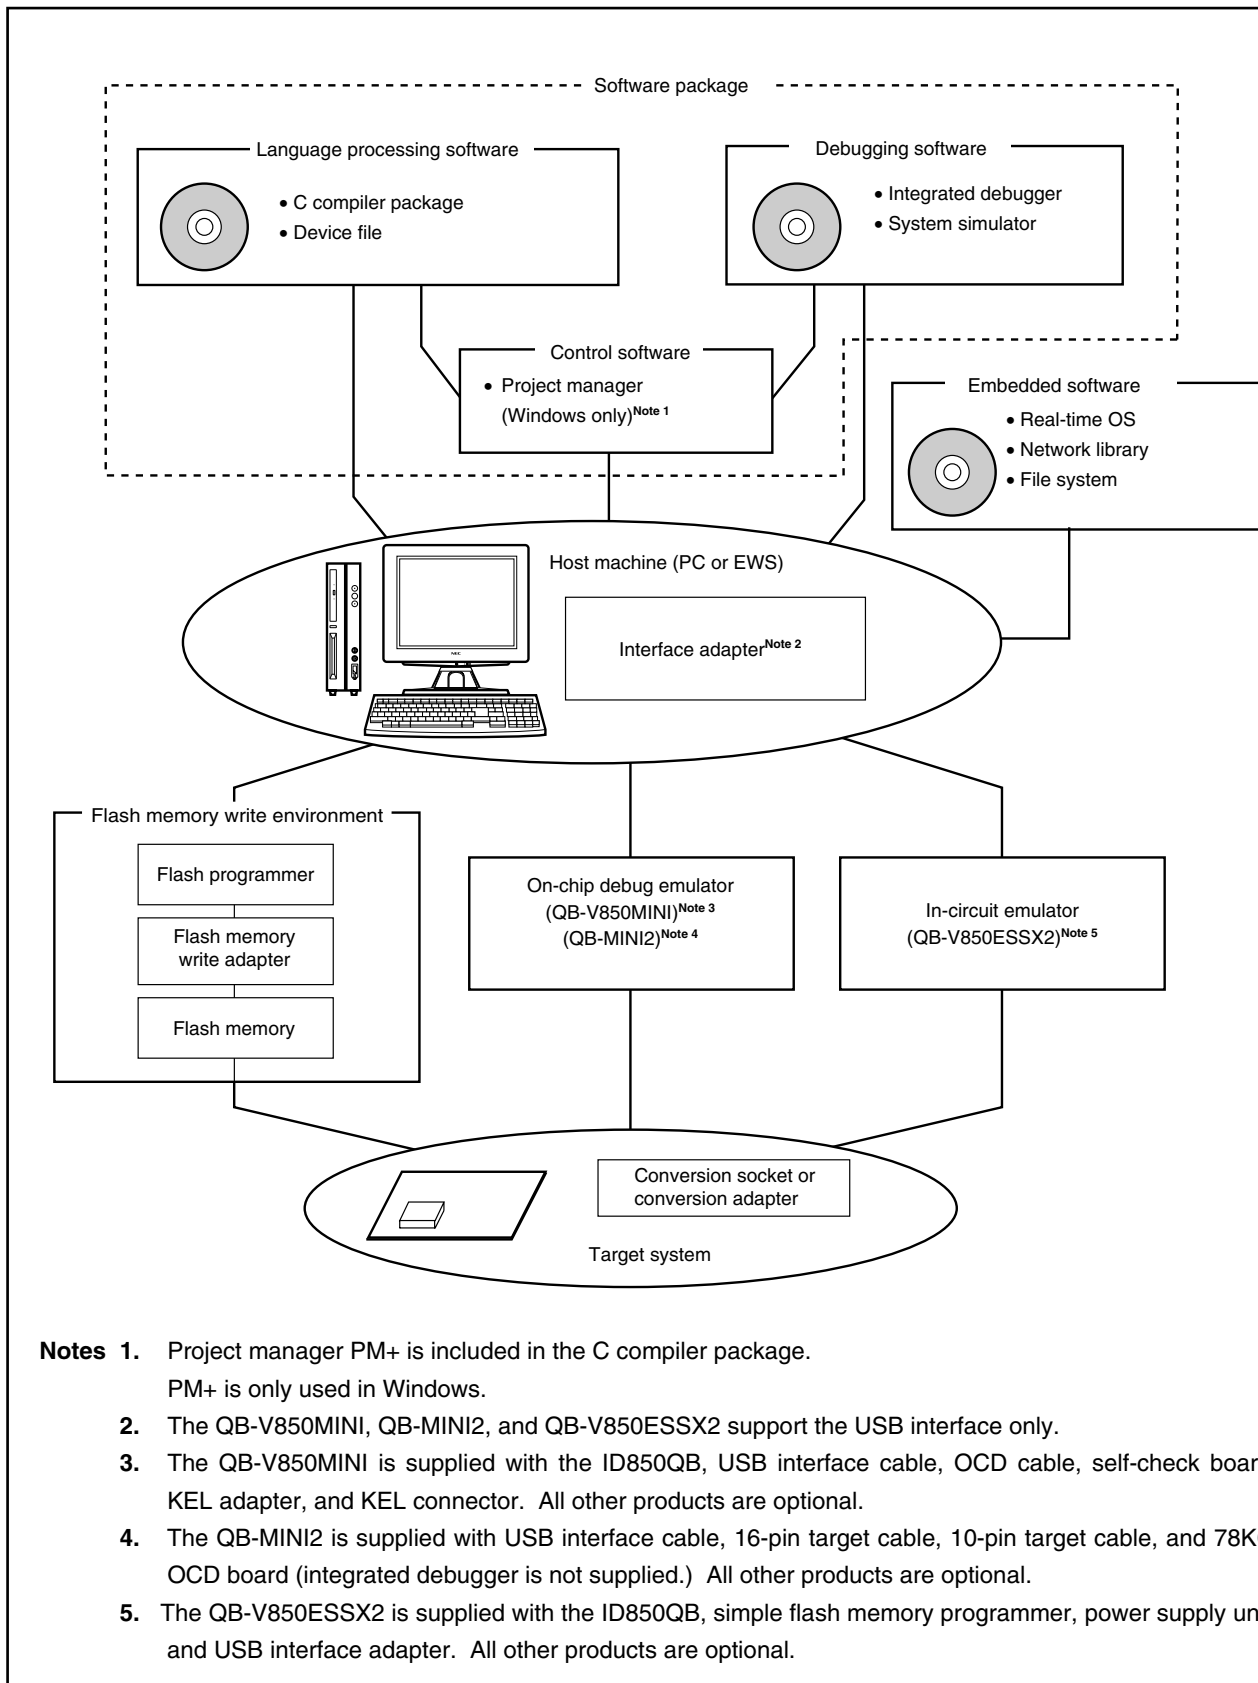 Software package
Language processing software
• C compiler package
• Device file
Debugging software
• Integrated debugger
• System simulator
Control software
• Project manager
(Windows only)Note 1
Embedded software
• Real-time OS
• Network library
• File system
Host machine (PC or EWS)
NEC
Interface adapterNote 2
Flash memory write environment
Flash programmer
Flash memory
write adapter
Flash memory
On-chip debug emulator
(QB-V850MINI)Note 3
(QB-MINI2)Note 4
In-circuit emulator
(QB-V850ESSX2)Note 5
Conversion socket or
conversion adapter
Target system
Notes 1. Project manager PM+ is included in the C compiler package.
PM+ is only used in Windows.
2. The QB-V850MINI, QB-MINI2, and QB-V850ESSX2 support the USB interface only.
3. The QB-V850MINI is supplied with the ID850QB, USB interface cable, OCD cable, self-check boar
KEL adapter, and KEL connector. All other products are optional.
4. The QB-MINI2 is supplied with USB interface cable, 16-pin target cable, 10-pin target cable, and 78K
OCD board (integrated debugger is not supplied.) All other products are optional.
5. The QB-V850ESSX2 is supplied with the ID850QB, simple flash memory programmer, power supply un
and USB interface adapter. All other products are optional.